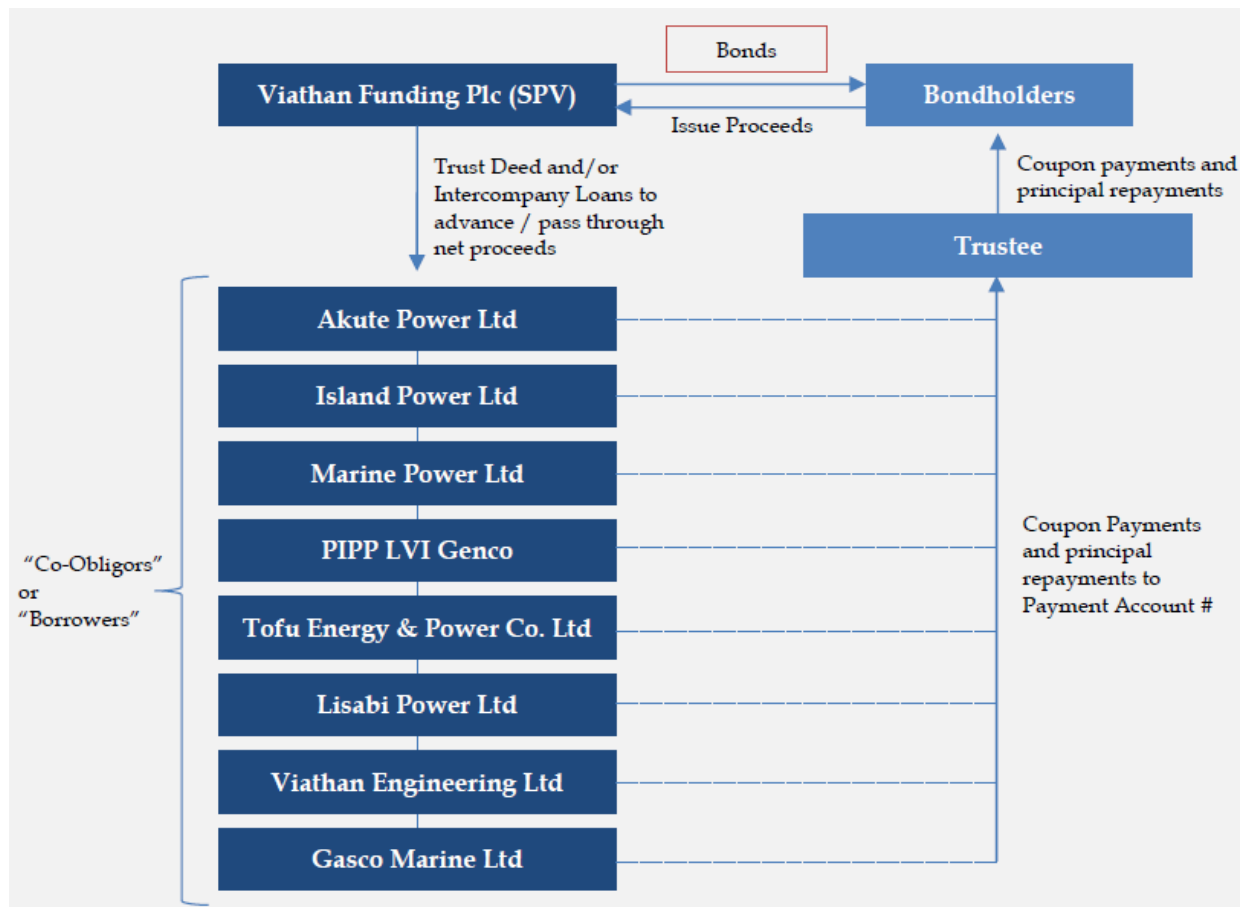 Bonds
Viathan Funding Plc (SPV)
Bondholders
Issue Proceeds
Trust Deed and/or
Intercompany Loans to
advance / pass through
net proceeds
Coupon payments and
principal repayments
Trustee
Akute Power Ltd
Island Power Ltd
Marine Power Ltd
PIPP LVI Genco
Tofu Energy & Power Co. Ltd
Lisabi Power Ltd
Viathan Engineering Ltd
Gasco Marine Ltd
“Co-Obligors”
or
“Borrowers”
Coupon Payments
and principal
repayments to
Payment Account #